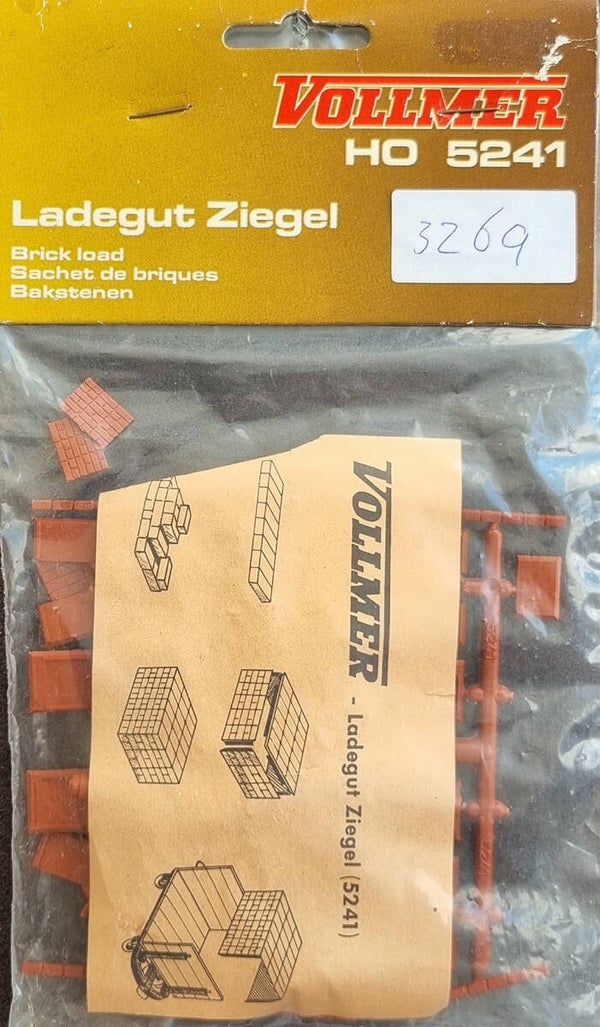 VOLLMER
HO 5241
Ladegut Ziegel
3269
Brick load
Sachet de briques
Bakstenen
VOLLMER - Ladegut Ziegel (5241)